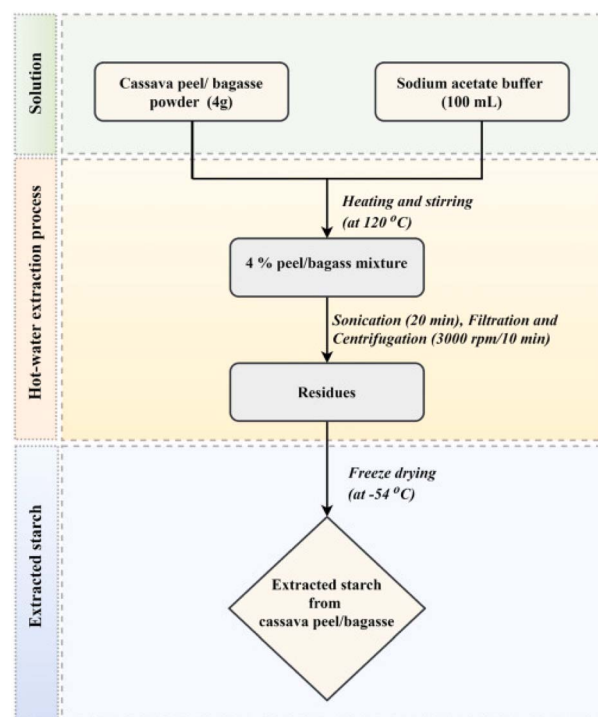 Solution
Cassava peel/ bagasse
powder (4g)
Sodium acetate buffer
(100 mL)
Hot-water extraction process
Heating and stirring
(at 120 °C)
4 % peel/bagass mixture
Sonication (20 min), Filtration and
Centrifugation (3000 rpm/10 min)
Residues
Extracted starch
Freeze drying
(at -54 °C)
Extracted starch
from
cassava peel/bagasse